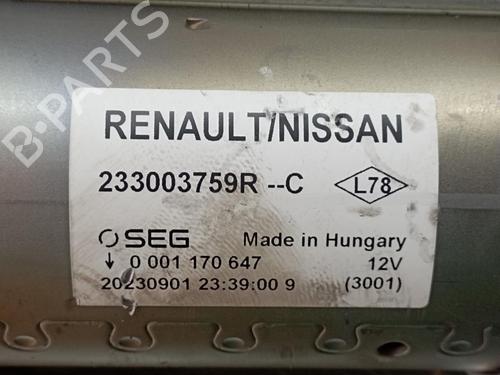 B-PARTS
RENAULT/NISSAN
233003759R --C L78
SEG Made in Hungary
↓ 0 001 170 647 12V
20230901 23:39:00 9 (3001)